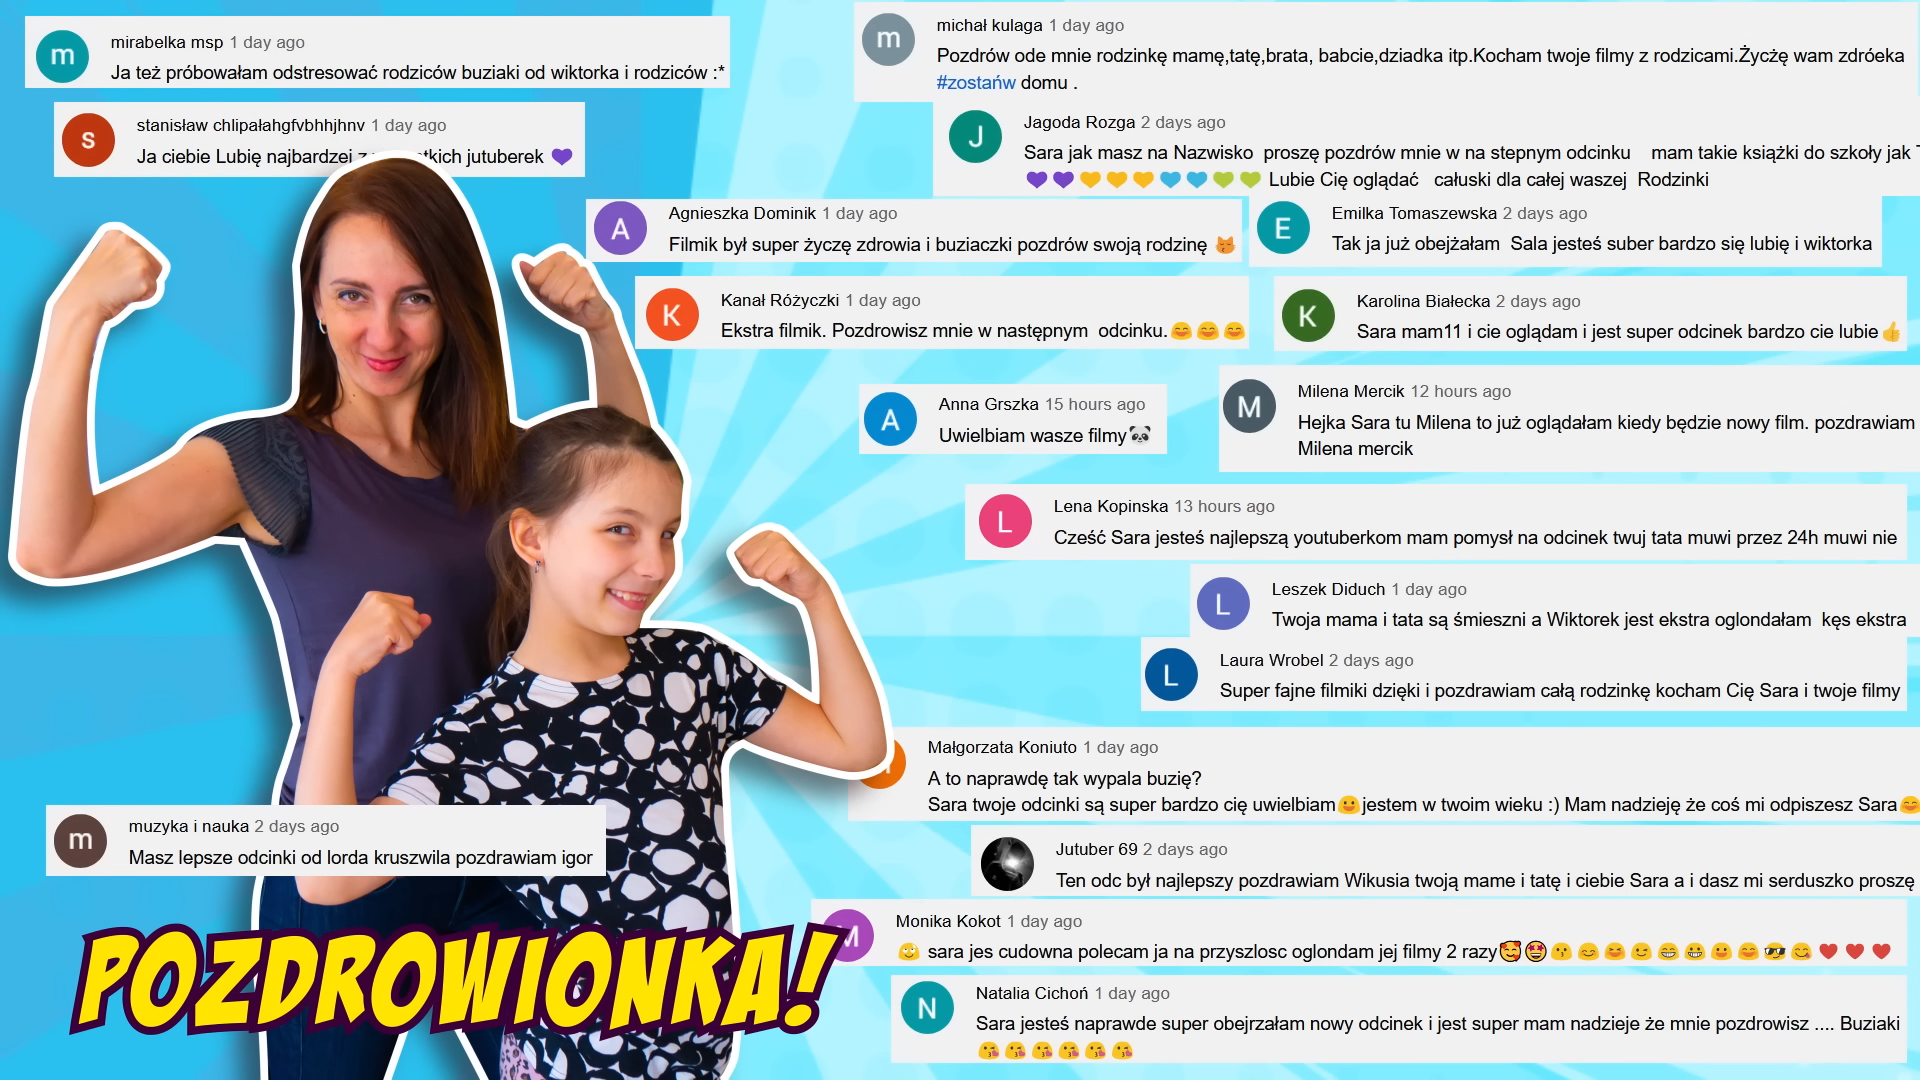 m mirabelka msp 1 day ago
Ja też próbowałam odstresować rodziców buziaki od wiktorka i rodziców :*
s stanisław chlipałahgfvbhhjhnv 1 day ago
Ja ciebie Lubię najbardzej jutuberek 💜
m michał kulaga 1 day ago
Pozdrów ode mnie rodzinkę mamę,tatę,brata, babcie,dziadka itp.Kocham twoje filmy z rodzicami.Życżę wam zdróeka
#zostańw domu .
J Jagoda Rozga 2 days ago
Sara jak masz na Nazwisko proszę pozdrów mnie w na stepnym odcinku mam takie książki do szkoły jak T
💜💜💛💛💛💙💙💚💚 Lubie Cię oglądać całuski dla całej waszej Rodzinki
A Agnieszka Dominik 1 day ago
Filmik był super życzę zdrowia i buziaczki pozdrów swoją rodzinę 😽
E Emilka Tomaszewska 2 days ago
Tak ja już obejżałam Sala jesteś suber bardzo się lubię i wiktorka
K Kanał Różyczki 1 day ago
Ekstra filmik. Pozdrowisz mnie w następnym odcinku.😊😊😊
K Karolina Białecka 2 days ago
Sara mam11 i cie oglądam i jest super odcinek bardzo cie lubie👍
A Anna Grszka 15 hours ago
Uwielbiam wasze filmy🐼
M Milena Mercik 12 hours ago
Hejka Sara tu Milena to już oglądałam kiedy będzie nowy film. pozdrawiam
Milena mercik
L Lena Kopinska 13 hours ago
Cześć Sara jesteś najlepszą youtuberkom mam pomysł na odcinek twuj tata muwi przez 24h muwi nie
L Leszek Diduch 1 day ago
Twoja mama i tata są śmieszni a Wiktorek jest ekstra oglondałam kęs ekstra
L Laura Wrobel 2 days ago
Super fajne filmiki dzięki i pozdrawiam całą rodzinkę kocham Cię Sara i twoje filmy
Małgorzata Koniuto 1 day ago
A to naprawdę tak wypala buzię?
Sara twoje odcinki są super bardzo cię uwielbiam😃jestem w twoim wieku :) Mam nadzieję że coś mi odpiszesz Sara😊
m muzyka i nauka 2 days ago
Masz lepsze odcinki od lorda kruszwila pozdrawiam igor
Jutuber 69 2 days ago
Ten odc był najlepszy pozdrawiam Wikusia twoją mame i tatę i ciebie Sara a i dasz mi serduszko proszę
M Monika Kokot 1 day ago
🙄 sara jes cudowna polecam ja na przyszlosc oglondam jej filmy 2 razy🥰🤩😗😊😆😉😁😀😃😊😎😋❤❤❤
N Natalia Cichoń 1 day ago
Sara jesteś naprawde super obejrzałam nowy odcinek i jest super mam nadzieje że mnie pozdrowisz .... Buziaki
😘😘😘😘😘😘
POZDROWIONKA!